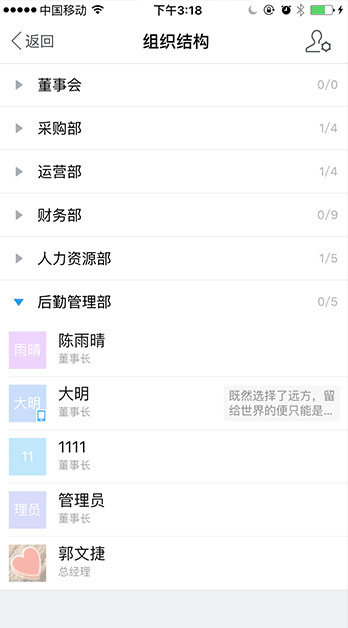 中国移动 下午3:18
返回 组织结构
董事会 0/0
采购部 1/4
运营部 1/4
财务部 0/9
人力资源部 1/5
后勤管理部 0/5
雨晴 陈雨晴
董事长
大明 大明
董事长
既然选择了远方，留
给世界的便只能是...
11 1111
董事长
理员 管理员
董事长
郭文捷
总经理